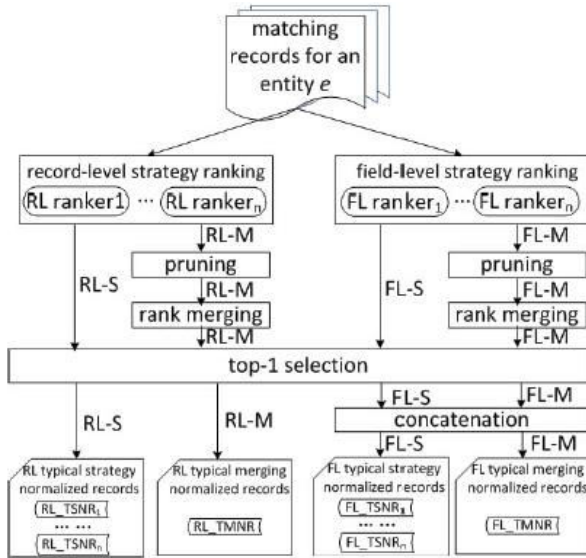 matching
records for an
entity e
record-level strategy ranking
RL ranker1 ... RL rankerₙ
field-level strategy ranking
FL ranker₁ ... FL rankerₙ
RL-M
FL-M
pruning
pruning
RL-S
RL-M
FL-S
FL-M
rank merging
rank merging
RL-M
FL-M
top-1 selection
RL-S
RL-M
FL-S
FL-M
concatenation
FL-S
FL-M
RL typical strategy
normalized records
RL_TSNR₁
... ...
RL_TSNRₙ
RL typical merging
normalized records
RL_TMNR
FL typical strategy
normalized records
FL_TSNR₁
... ...
FL_TSNRₙ
FL typical merging
normalized records
FL_TMNR